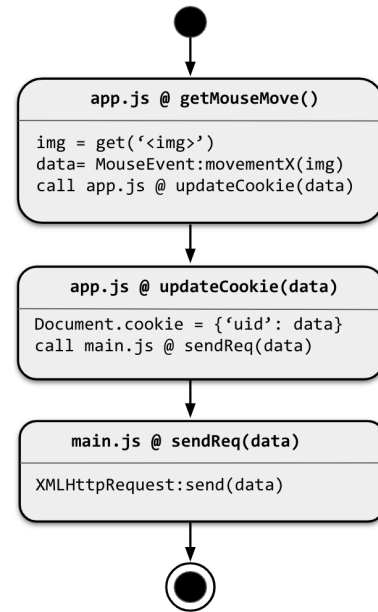 app.js @ getMouseMove()
img = get(‘<img>’)
data= MouseEvent:movementX(img)
call app.js @ updateCookie(data)
app.js @ updateCookie(data)
Document.cookie = {‘uid’: data}
call main.js @ sendReq(data)
main.js @ sendReq(data)
XMLHttpRequest:send(data)